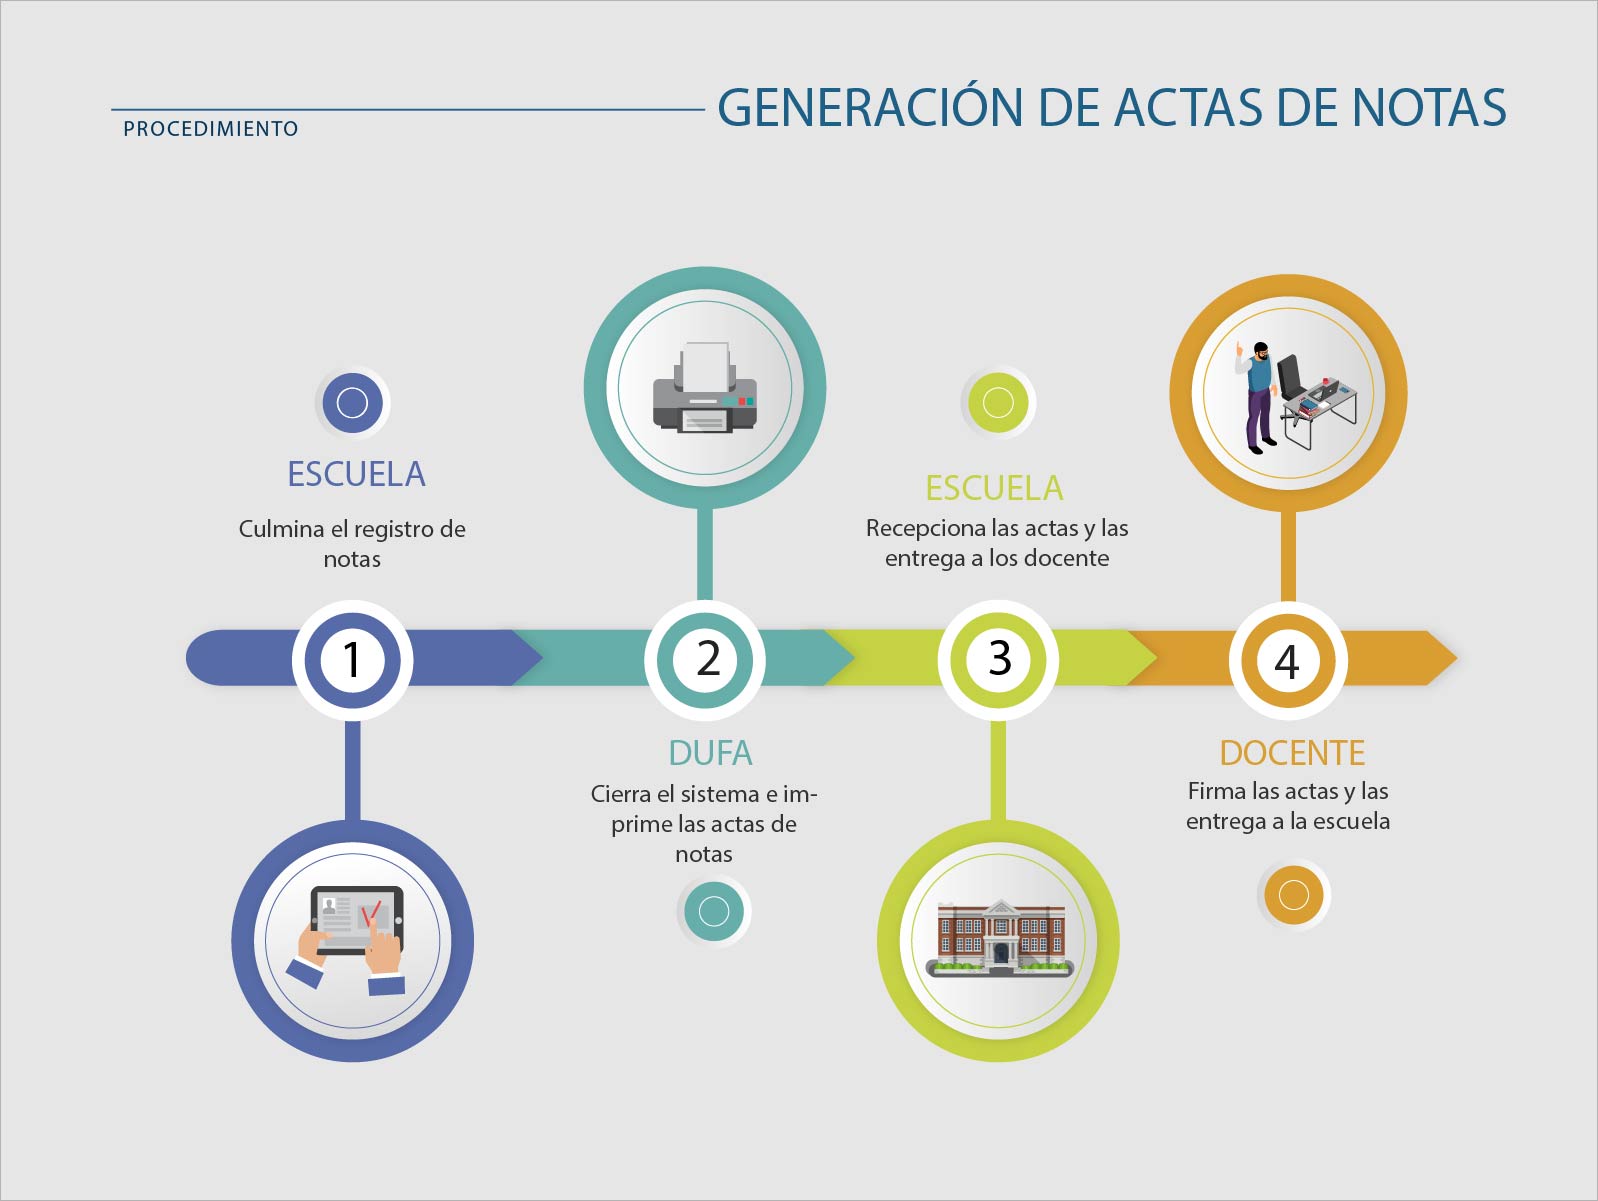 GENERACIÓN DE ACTAS DE NOTAS
PROCEDIMIENTO
ESCUELA
Culmina el registro de
notas
1
2
DUFA
Cierra el sistema e im-
prime las actas de
notas
ESCUELA
Recepciona las actas y las
entrega a los docente
3
4
DOCENTE
Firma las actas y las
entrega a la escuela